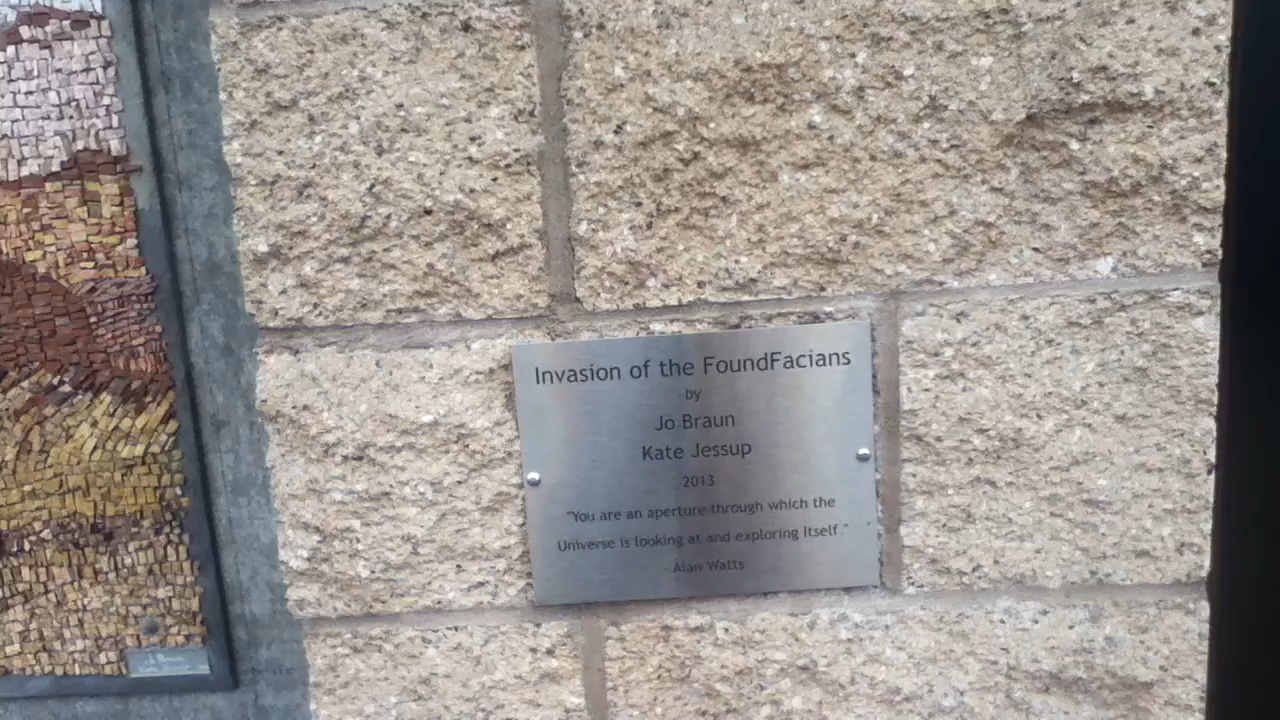 Invasion of the FoundFacians
by
Jo Braun
Kate Jessup
2013
"You are an aperture through which the
Universe is looking at and exploring Itself."
- Alan Watts